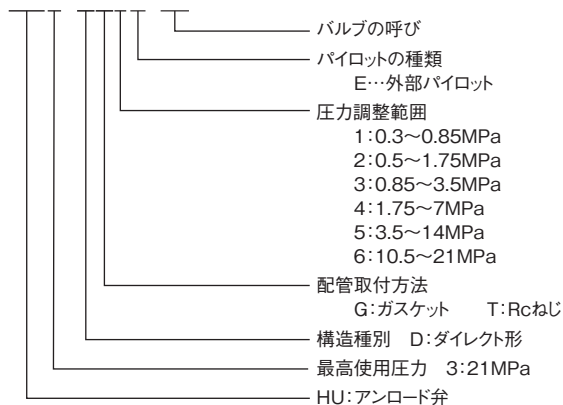 バルブの呼び
パイロットの種類
E…外部パイロット
圧力調整範囲
1：0.3～0.85MPa
2：0.5～1.75MPa
3：0.85～3.5MPa
4：1.75～7MPa
5：3.5～14MPa
6：10.5～21MPa
配管取付方法
G：ガスケット　T：Rcねじ
構造種別　D：ダイレクト形
最高使用圧力　3：21MPa
HU：アンロード弁